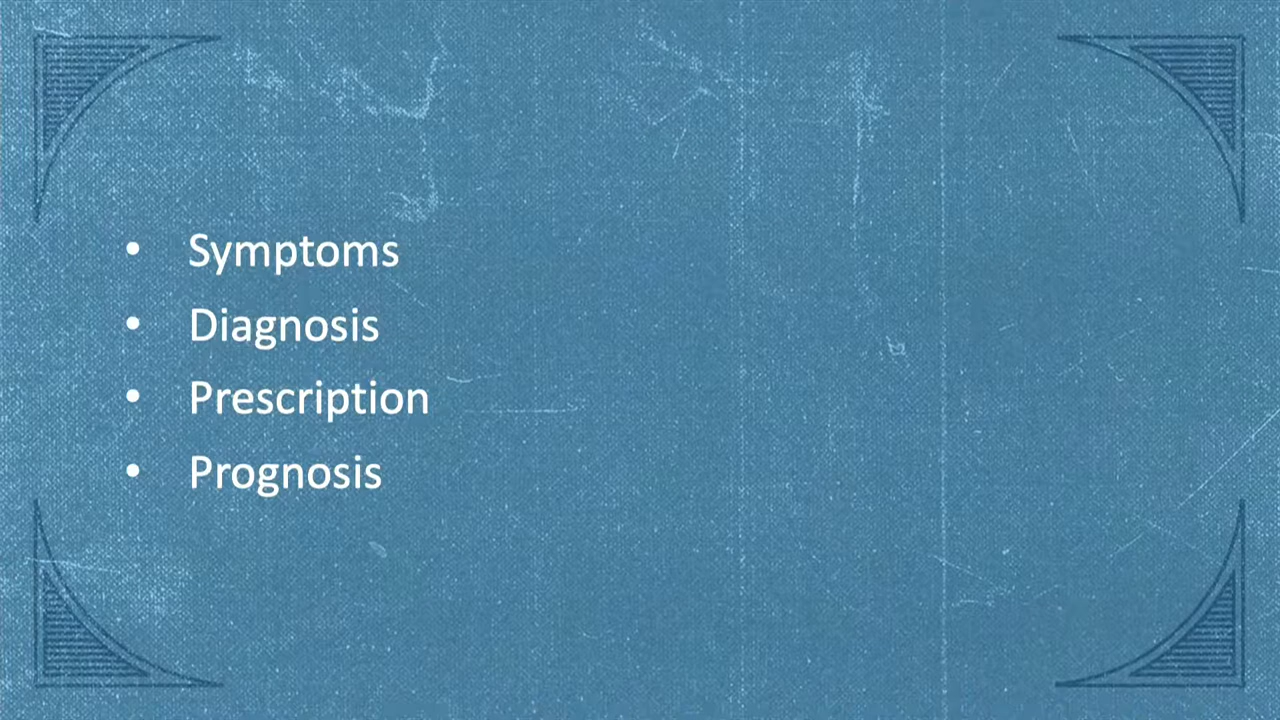 • Symptoms
• Diagnosis
• Prescription
• Prognosis